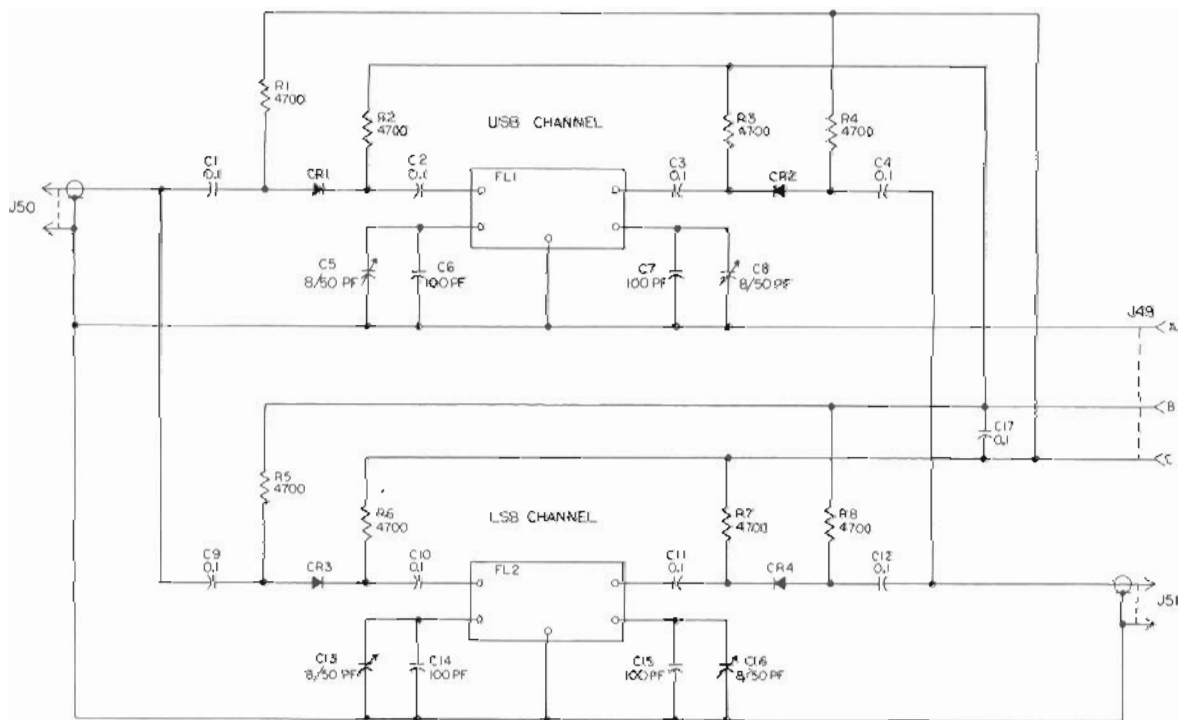 R1
4700
R2
4700
USB CHANNEL
R3
4700
R4
4700
C1
0.1
CR1
C2
0.1
FL1
C3
0.1
CR2
C4
0.1
J50
C5
8/50 PF
C6
100 PF
C7
100 PF
C8
8/50 PF
J49
A
B
C17
0.1
C
R5
4700
R6
4700
LSB CHANNEL
R7
4700
R8
4700
C9
0.1
CR3
C10
0.1
FL2
C11
0.1
CR4
C12
0.1
J51
C13
8/50 PF
C14
100 PF
C15
100 PF
C16
8/50 PF